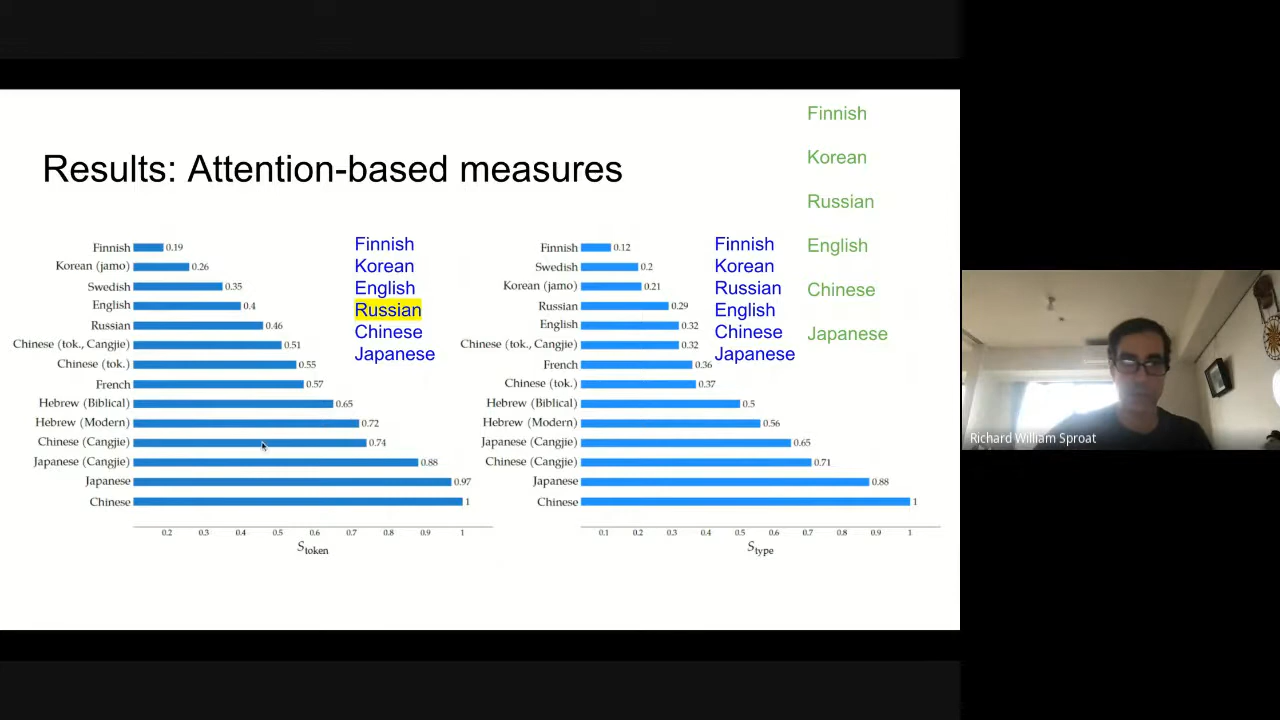 Results: Attention-based measures
Finnish 0.19
Korean (jamo) 0.26
Swedish 0.35
English 0.4
Russian 0.46
Chinese (tok., Cangjie) 0.51
Chinese (tok.) 0.55
French 0.57
Hebrew (Biblical) 0.65
Hebrew (Modern) 0.72
Chinese (Cangjie) 0.74
Japanese (Cangjie) 0.88
Japanese 0.97
Chinese 1
0.2 0.3 0.4 0.5 0.6 0.7 0.8 0.9 1
Stoken
Finnish
Korean
English
Russian
Chinese
Japanese
Finnish 0.12
Swedish 0.2
Korean (jamo) 0.21
Russian 0.29
English 0.32
Chinese (tok., Cangjie) 0.32
French 0.36
Chinese (tok.) 0.37
Hebrew (Biblical) 0.5
Hebrew (Modern) 0.56
Japanese (Cangjie) 0.65
Chinese (Cangjie) 0.71
Japanese 0.88
Chinese 1
0.1 0.2 0.3 0.4 0.5 0.6 0.7 0.8 0.9 1
Stype
Finnish
Korean
Russian
English
Chinese
Japanese
Finnish
Korean
Russian
English
Chinese
Japanese
Richard William Sproat